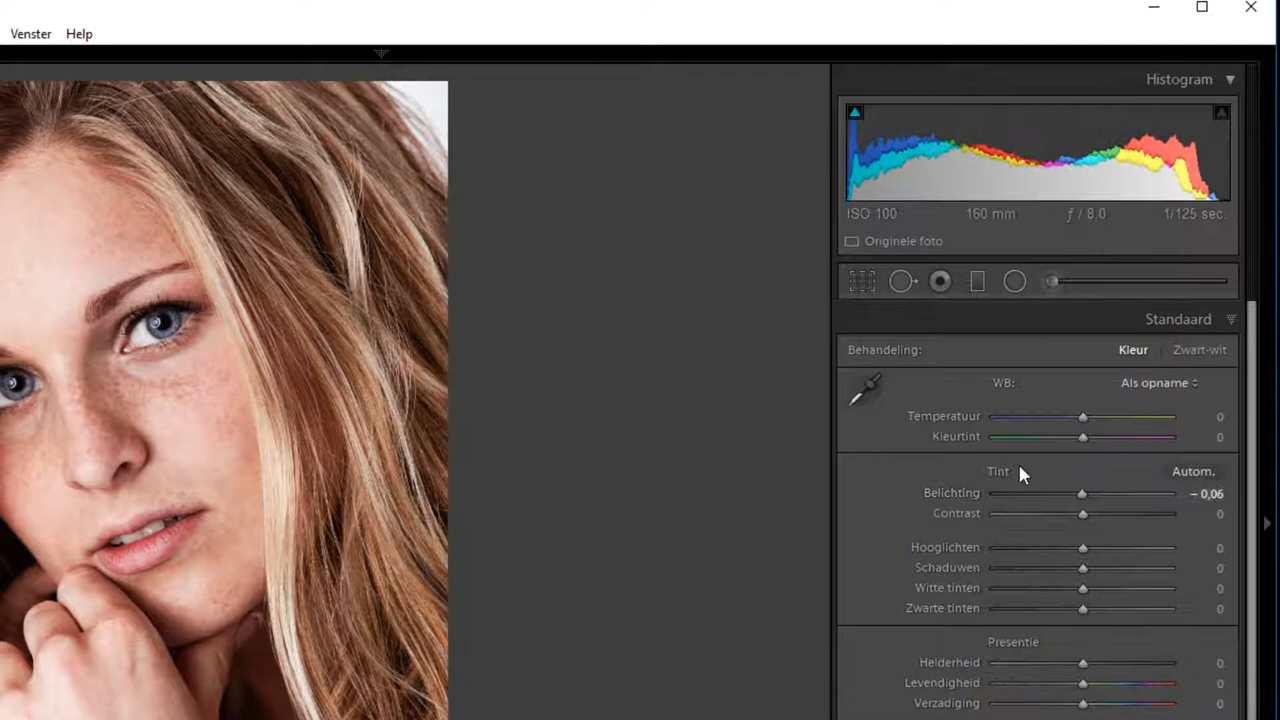 Venster Help
Histogram
ISO 100 160 mm ƒ / 8,0 1/125 sec.
Originele foto
Standaard
Behandeling: Kleur | Zwart-wit
WB: Als opname
Temperatuur 0
Kleurtint 0
Tint Autom.
Belichting − 0,06
Contrast 0
Hooglichten 0
Schaduwen 0
Witte tinten 0
Zwarte tinten 0
Presentie
Helderheid 0
Levendigheid 0
Verzadiging 0